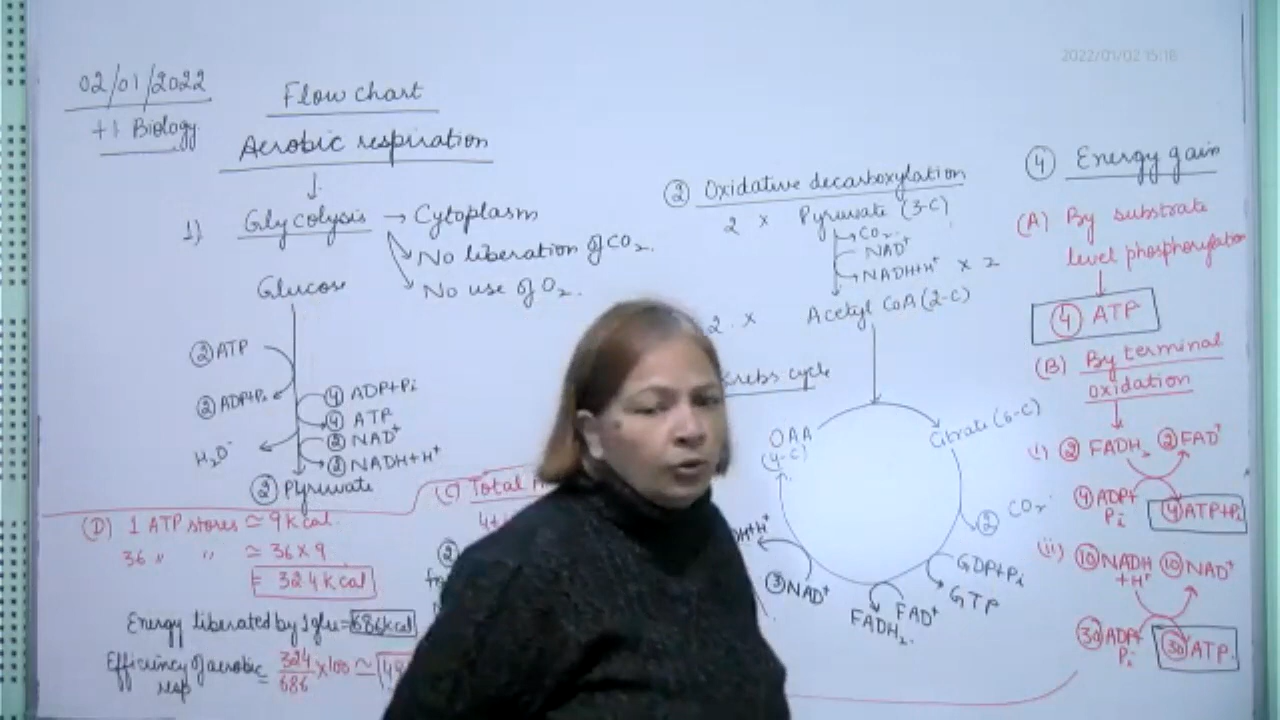 2022/01/02 15:16
02/01/2022
+1 Biology
Flow chart
Aerobic respiration
1) Glycolysis → Cytoplasm
No liberation of CO2.
No use of O2.
Glucose
② ATP
② ADP+Pi
④ ADP+Pi
④ ATP
② NAD+
② NADH+H+
② Pyruvate
② Oxidative decarboxylation
2 x Pyruvate (3-C)
CO2
NAD+
NADH+H+ x 2
2 x Acetyl CoA (2-C)
Krebs cycle
OAA
(4-C)
Citrate (6-C)
② CO2
GDP+Pi
GTP
FAD+
FADH2
③ NAD+
H+H+
④ Energy gain
(A) By substrate
level phosphorylation
④ ATP
(B) By terminal
oxidation
(i) ② FADH2 ② FAD+
④ ADP+
Pi
④ ATP+Pi
(ii) ⑩ NADH
+H+
⑩ NAD+
㉚ ADP+
Pi
㉚ ATP
(C) Total
(D) 1 ATP stores ≃ 9 k cal.
36 〃 〃 ≃ 36 x 9
= 324 k cal
Energy liberated by 1 glu = 686 k cal
Efficiency of aerobic
resp
= 324/686 x 100 ≃